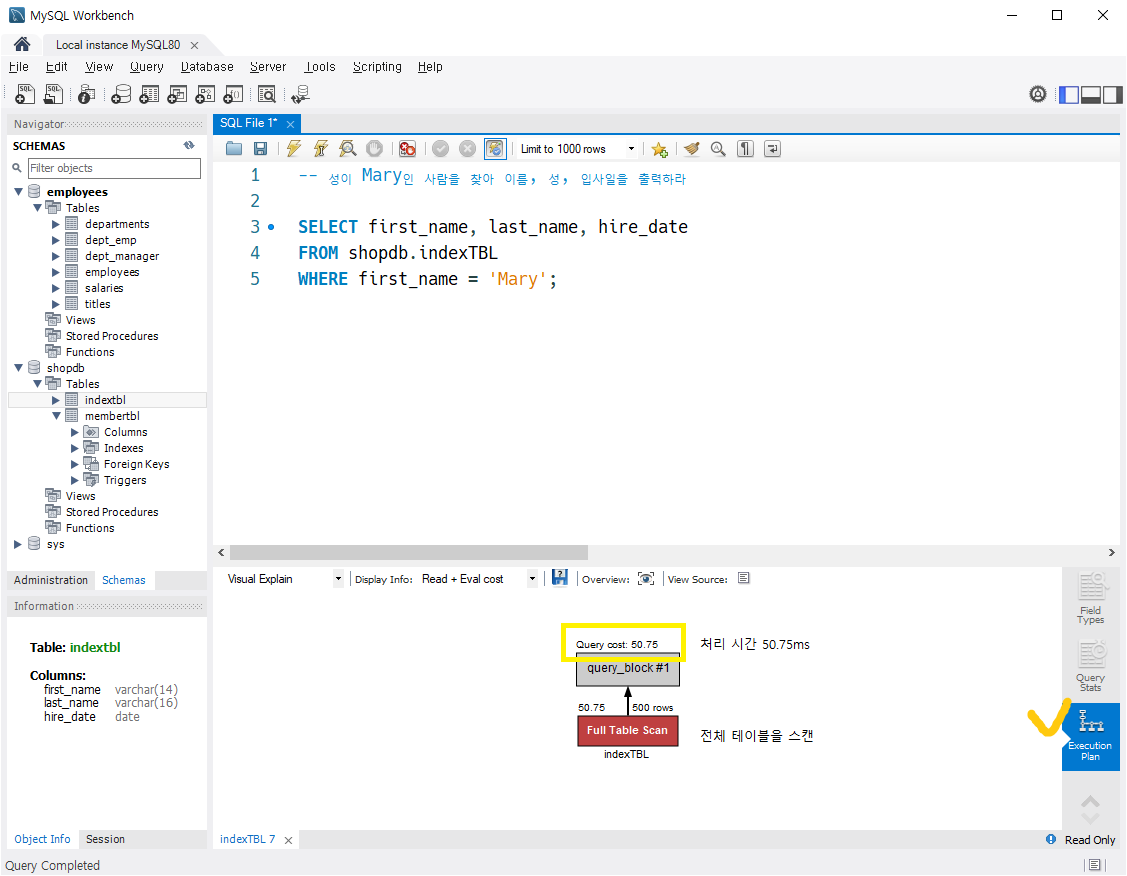 MySQL Workbench
Local instance MySQL80
File Edit View Query Database Server Tools Scripting Help
Navigator
SCHEMAS
Filter objects
employees
Tables
departments
dept_emp
dept_manager
employees
salaries
titles
Views
Stored Procedures
Functions
shopdb
Tables
indextbl
membertbl
Columns
Indexes
Foreign Keys
Triggers
Views
Stored Procedures
Functions
sys
Administration Schemas
Information
Table: indextbl
Columns:
first_name varchar(14)
last_name varchar(16)
hire_date date
Object Info Session
SQL File 1*
Limit to 1000 rows
1 -- 성이 Mary인 사람을 찾아 이름, 성, 입사일을 출력하라
2
3 SELECT first_name, last_name, hire_date
4 FROM shopdb.indexTBL
5 WHERE first_name = 'Mary';
Visual Explain Display Info: Read + Eval cost Overview: View Source:
Query cost: 50.75 처리 시간 50.75ms
query_block #1
50.75 500 rows
Full Table Scan 전체 테이블을 스캔
indexTBL
Field
Types
Query
Stats
Execution
Plan
indexTBL 7
Read Only
Query Completed